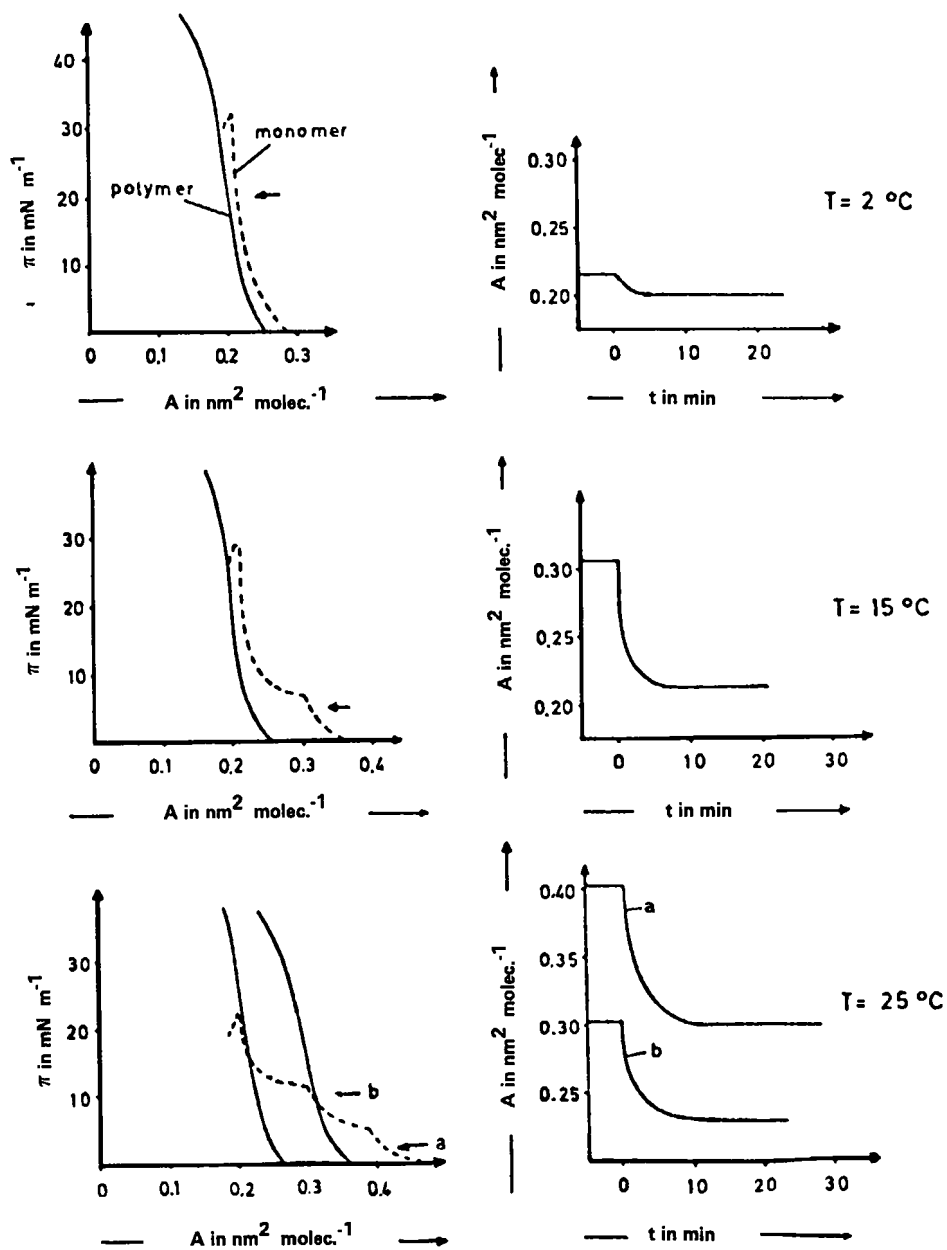 40
30
20
10
0
0.1
0.2
0.3
π in mN m⁻¹
A in nm² molec.⁻¹
monomer
polymer
0.30
0.25
0.20
0
10
20
A in nm² molec⁻¹
t in min
T= 2 °C
30
20
10
0
0.1
0.2
0.3
0.4
π in mN m⁻¹
A in nm² molec.⁻¹
0.30
0.25
0.20
0
10
20
30
A in nm² molec.⁻¹
t in min
T= 15 °C
30
20
10
0
0.1
0.2
0.3
0.4
π in mN m⁻¹
A in nm² molec.⁻¹
b
a
0.40
0.35
0.30
0.25
0
10
20
30
A in nm² molec.⁻¹
t in min
a
b
T= 25 °C